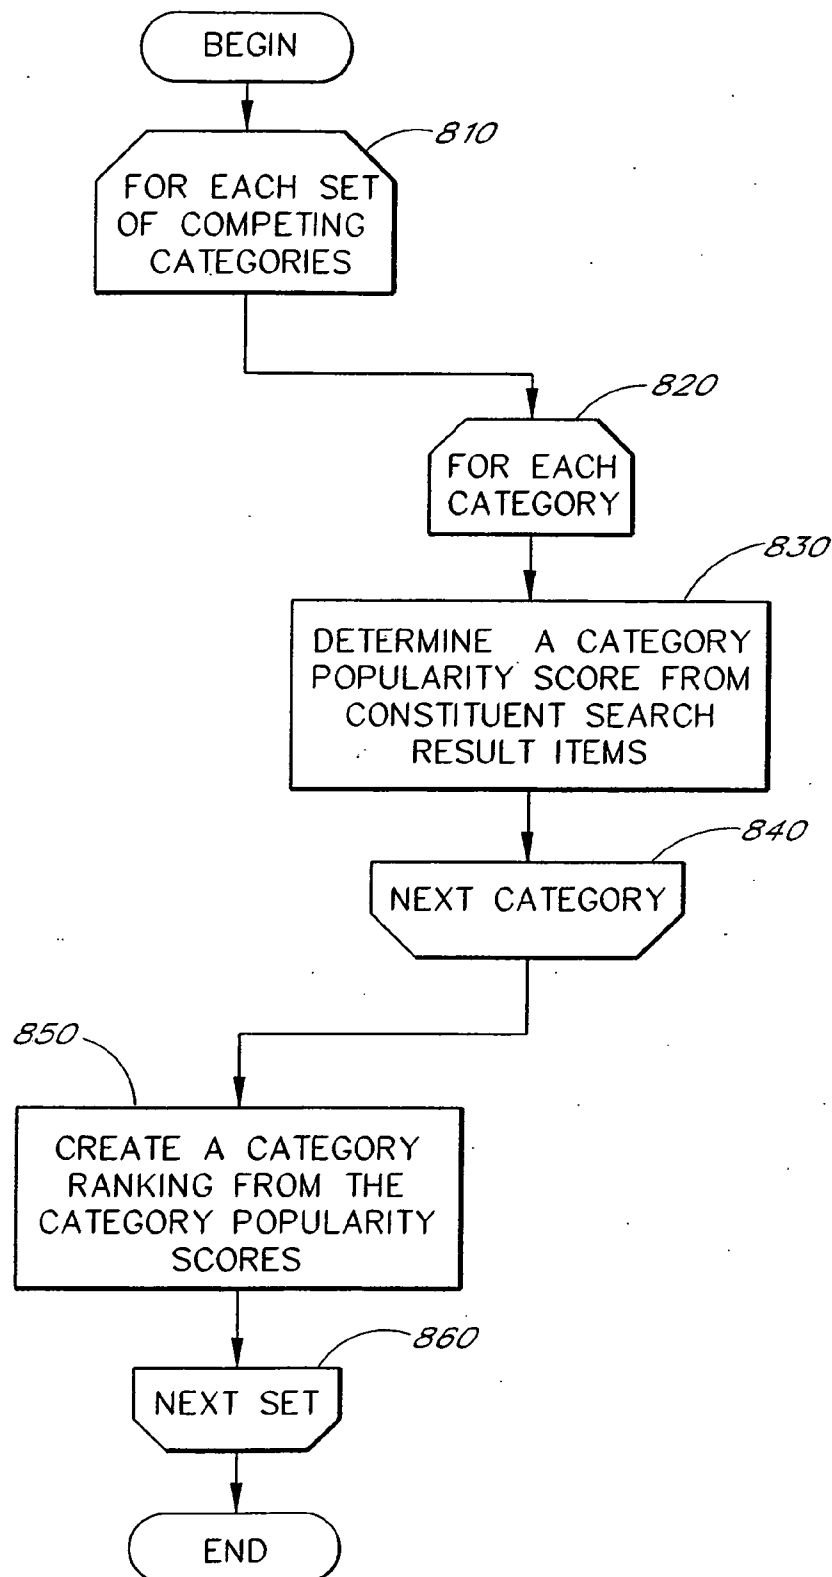 BEGIN
810
FOR EACH SET
OF COMPETING
CATEGORIES
820
FOR EACH
CATEGORY
830
DETERMINE A CATEGORY
POPULARITY SCORE FROM
CONSTITUENT SEARCH
RESULT ITEMS
840
NEXT CATEGORY
850
CREATE A CATEGORY
RANKING FROM THE
CATEGORY POPULARITY
SCORES
860
NEXT SET
END